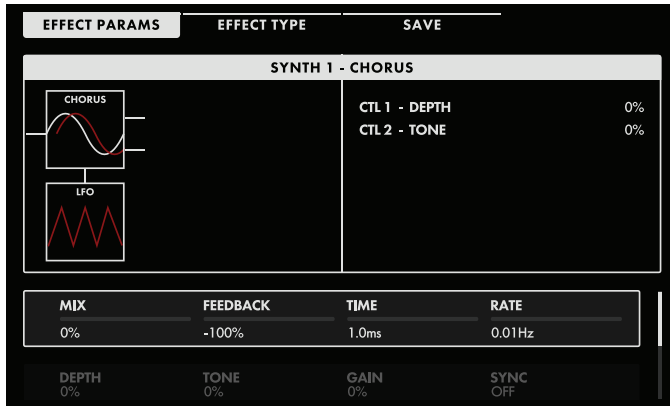 EFFECT PARAMS EFFECT TYPE SAVE
SYNTH 1 - CHORUS
CHORUS
LFO
CTL 1 - DEPTH 0%
CTL 2 - TONE 0%
MIX FEEDBACK TIME RATE
0% -100% 1.0ms 0.01Hz
DEPTH TONE GAIN SYNC
0% 0% 0% OFF